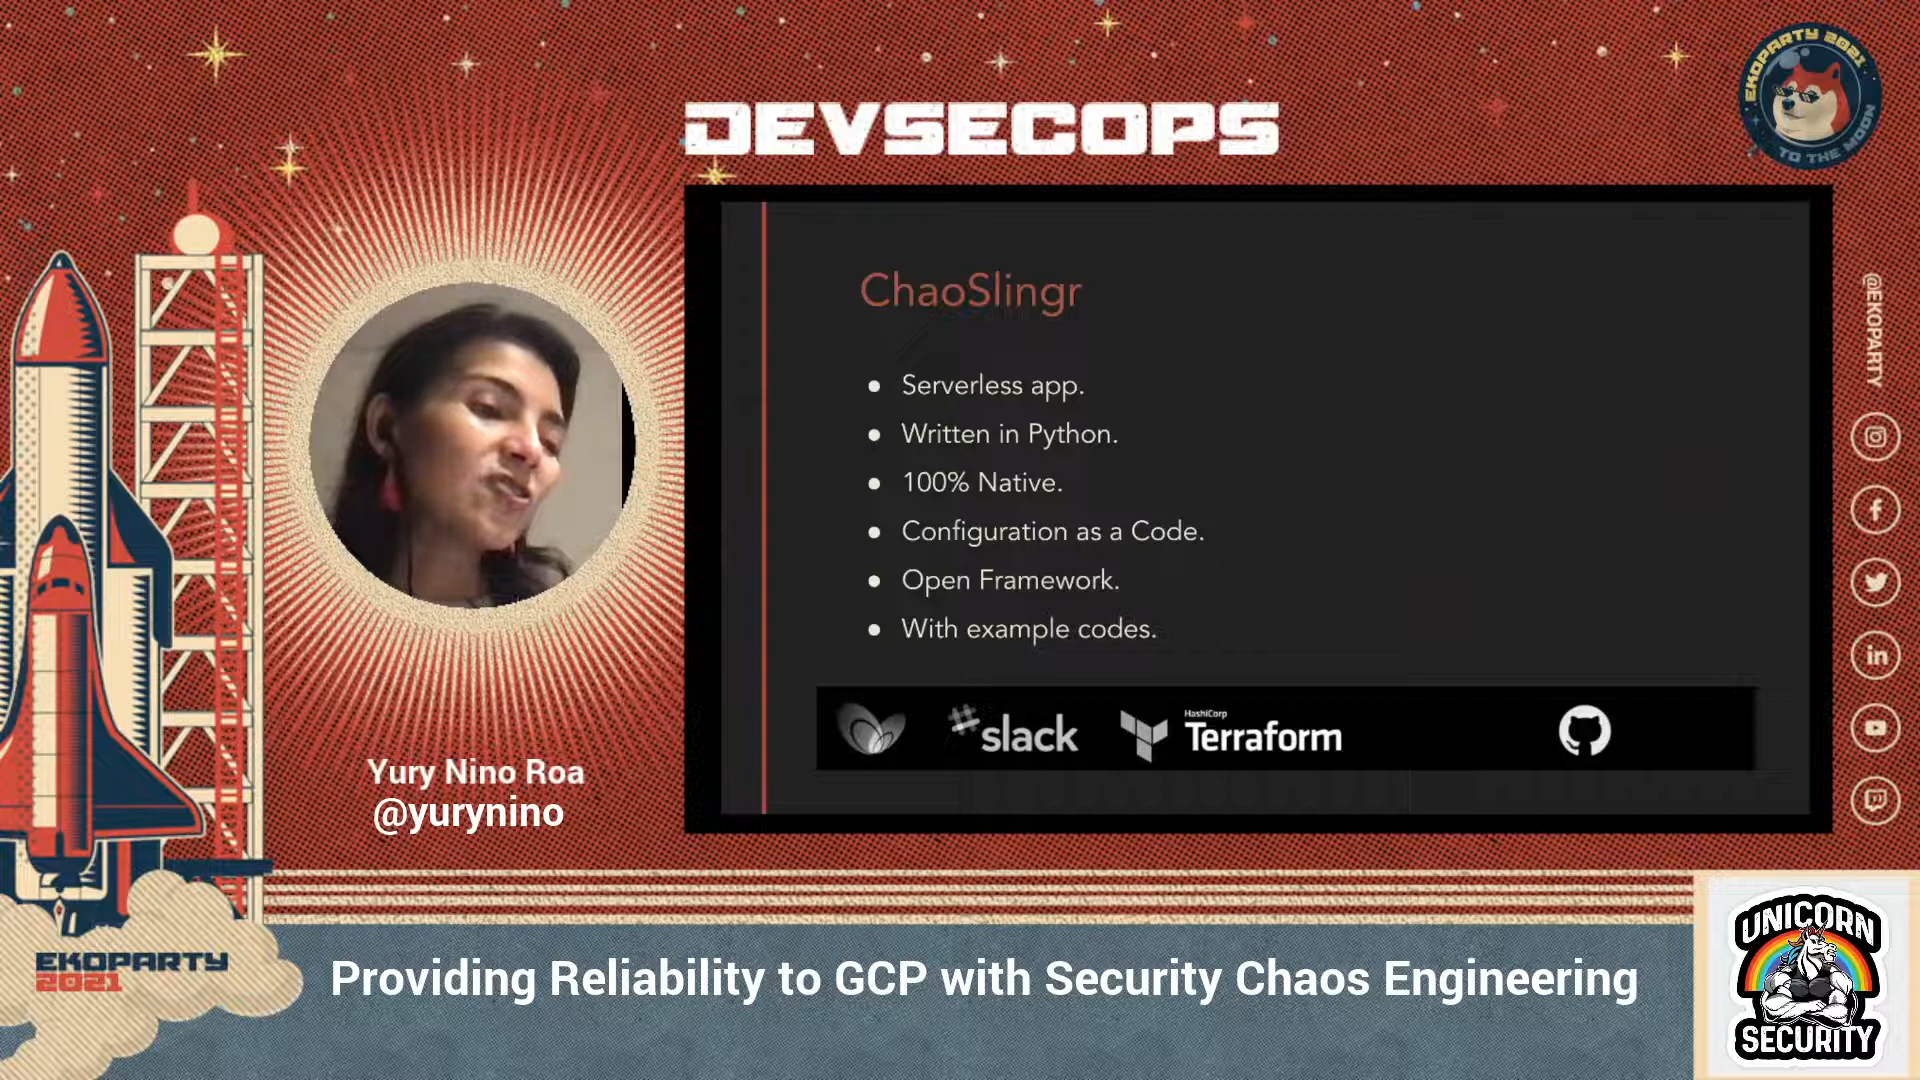 DEVSECOPS
EKOPARTY 2021
TO THE MOON
ChaoSlingr
Serverless app.
Written in Python.
100% Native.
Configuration as a Code.
Open Framework.
With example codes.
slack
HashiCorp
Terraform
@EKOPARTY
Yury Nino Roa
@yurynino
EKOPARTY
2021
Providing Reliability to GCP with Security Chaos Engineering
UNICORN
SECURITY